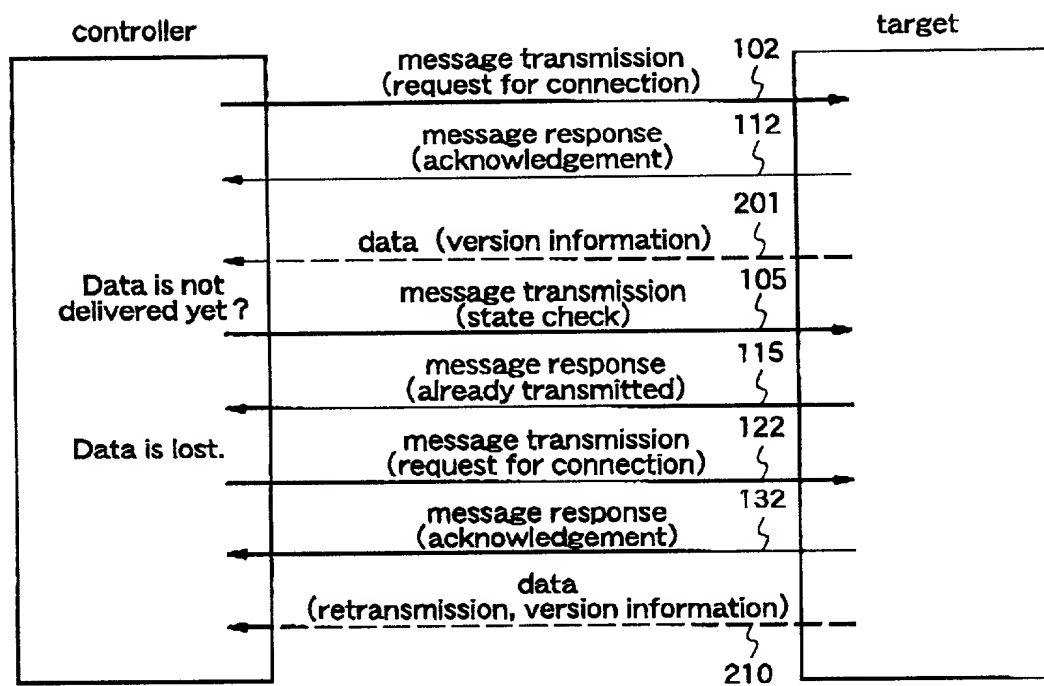 controller
target
message transmission 102
(request for connection)
message response 112
(acknowledgement)
201
data (version information)
Data is not
delivered yet ?
message transmission 105
(state check)
message response 115
(already transmitted)
Data is lost.
message transmission 122
(request for connection)
message response 132
(acknowledgement)
data
(retransmission, version information)
210